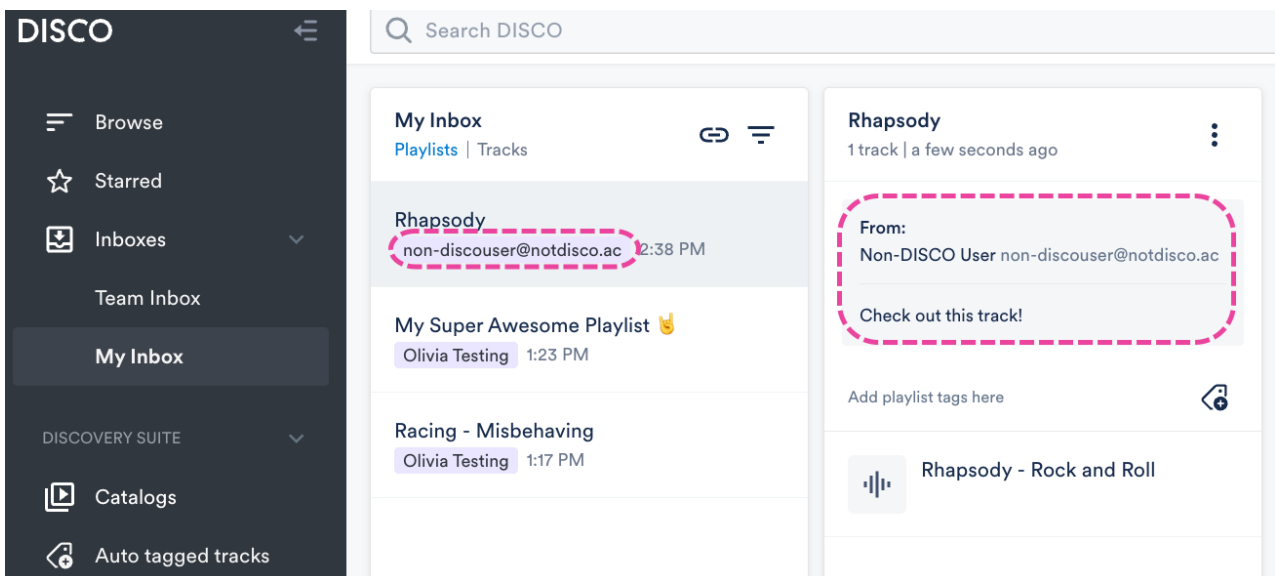 DISCO
Search DISCO
Browse
Starred
Inboxes
Team Inbox
My Inbox
DISCOVERY SUITE
Catalogs
Auto tagged tracks
My Inbox
Playlists | Tracks
Rhapsody
non-discouser@notdisco.ac 2:38 PM
My Super Awesome Playlist 🤘
Olivia Testing 1:23 PM
Racing - Misbehaving
Olivia Testing 1:17 PM
Rhapsody
1 track | a few seconds ago
From:
Non-DISCO User non-discouser@notdisco.ac
Check out this track!
Add playlist tags here
Rhapsody - Rock and Roll